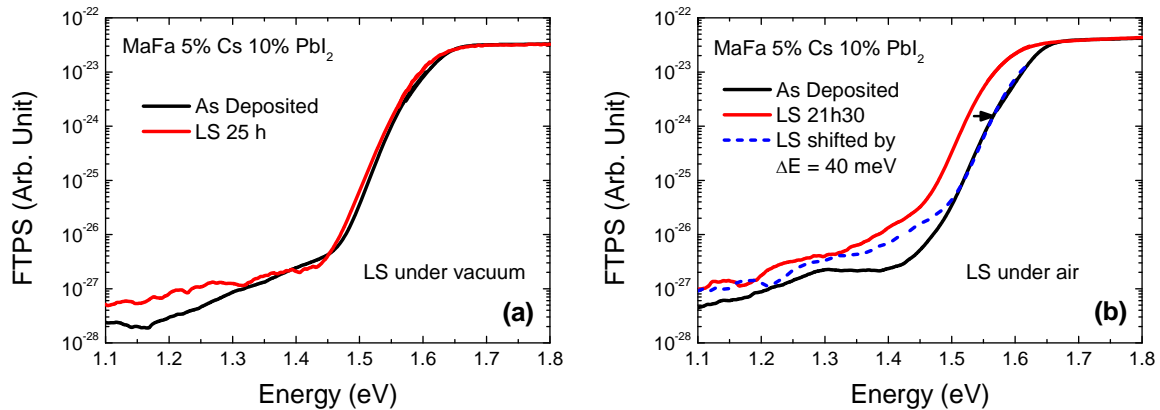 MaFa 5% Cs 10% PbI₂
As Deposited
LS 25 h
LS under vacuum
(a)
FTPS (Arb. Unit)
10⁻²²
10⁻²³
10⁻²⁴
10⁻²⁵
10⁻²⁶
10⁻²⁷
10⁻²⁸
1.1 1.2 1.3 1.4 1.5 1.6 1.7 1.8
Energy (eV)
MaFa 5% Cs 10% PbI₂
As Deposited
LS 21h30
LS shifted by
ΔE = 40 meV
LS under air
(b)
FTPS (Arb. Unit)
10⁻²²
10⁻²³
10⁻²⁴
10⁻²⁵
10⁻²⁶
10⁻²⁷
10⁻²⁸
1.1 1.2 1.3 1.4 1.5 1.6 1.7 1.8
Energy (eV)